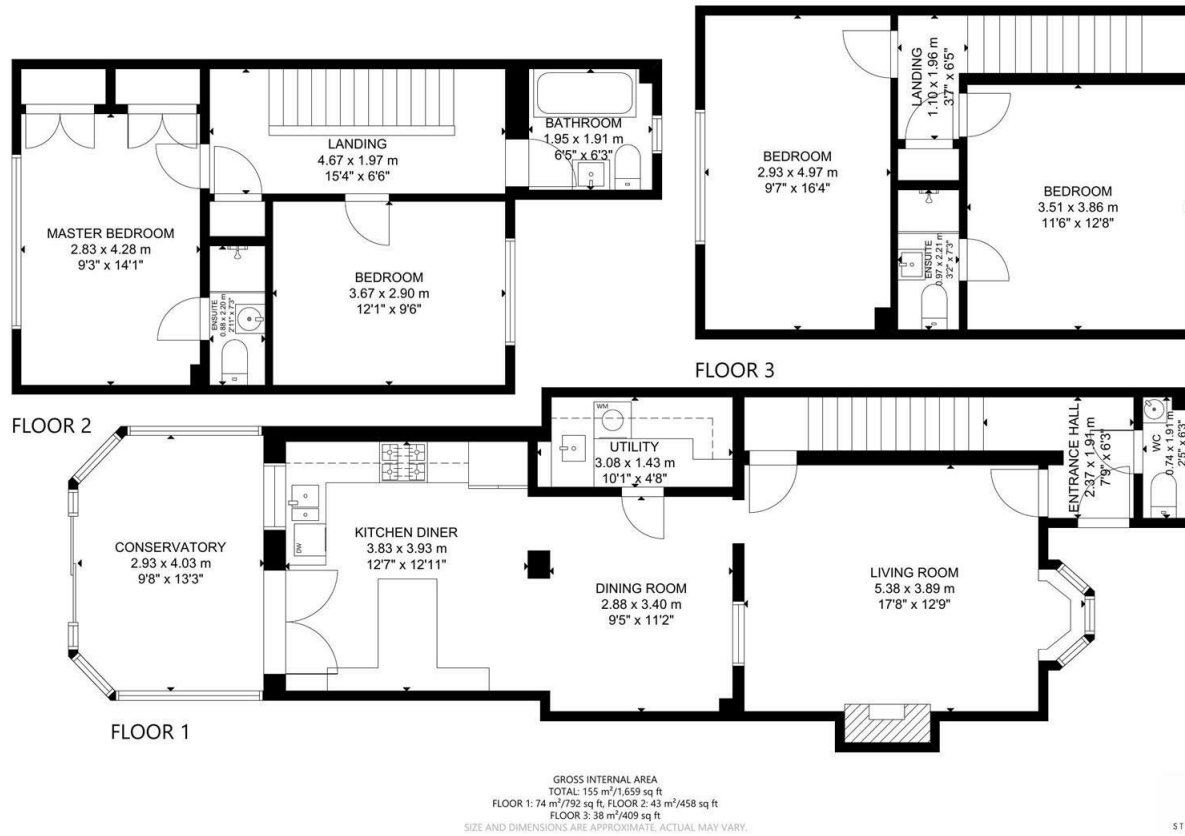 LANDING
1.10 x 1.96 m
3'7" x 6'5"
BEDROOM
2.93 x 4.97 m
9'7" x 16'4"
BEDROOM
3.51 x 3.86 m
11'6" x 12'8"
ENSUITE
0.97 x 2.21 m
3'2" x 7'3"
FLOOR 3
BATHROOM
1.95 x 1.91 m
6'5" x 6'3"
LANDING
4.67 x 1.97 m
15'4" x 6'6"
MASTER BEDROOM
2.83 x 4.28 m
9'3" x 14'1"
BEDROOM
3.67 x 2.90 m
12'1" x 9'6"
ENSUITE
0.88 x 2.20 m
2'11" x 7'3"
FLOOR 2
WM
UTILITY
3.08 x 1.43 m
10'1" x 4'8"
ENTRANCE HALL
2.37 x 1.91 m
7'9" x 6'3"
WC
0.74 x 1.91 m
2'5" x 6'3"
CONSERVATORY
2.93 x 4.03 m
9'8" x 13'3"
DW
KITCHEN DINER
3.83 x 3.93 m
12'7" x 12'11"
DINING ROOM
2.88 x 3.40 m
9'5" x 11'2"
LIVING ROOM
5.38 x 3.89 m
17'8" x 12'9"
FLOOR 1
GROSS INTERNAL AREA
TOTAL: 155 m²/1,659 sq ft
FLOOR 1: 74 m²/792 sq ft, FLOOR 2: 43 m²/458 sq ft
FLOOR 3: 38 m²/409 sq ft
SIZE AND DIMENSIONS ARE APPROXIMATE, ACTUAL MAY VARY.
ST